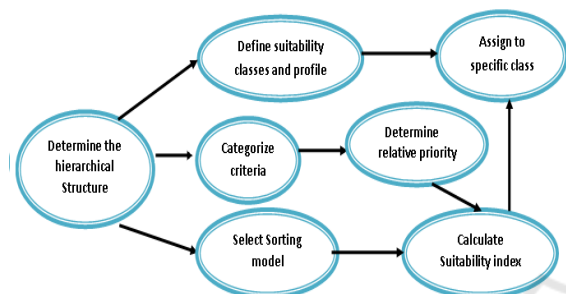 Define suitability
classes and profile
Assign to
specific class
Determine the
hierarchical
Structure
Categorize
criteria
Determine
relative priority
Select Sorting
model
Calculate
Suitability index